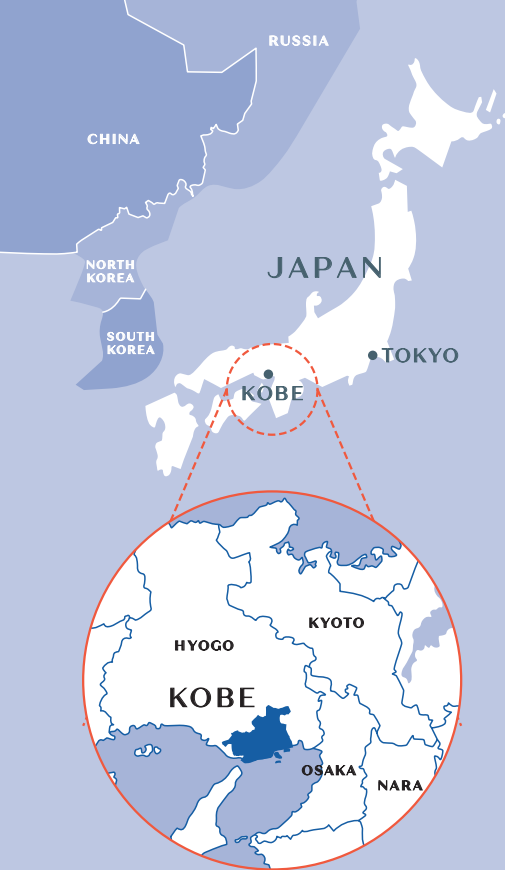 RUSSIA
CHINA
JAPAN
NORTH
KOREA
SOUTH
KOREA
TOKYO
KOBE
KYOTO
HYOGO
KOBE
OSAKA
NARA